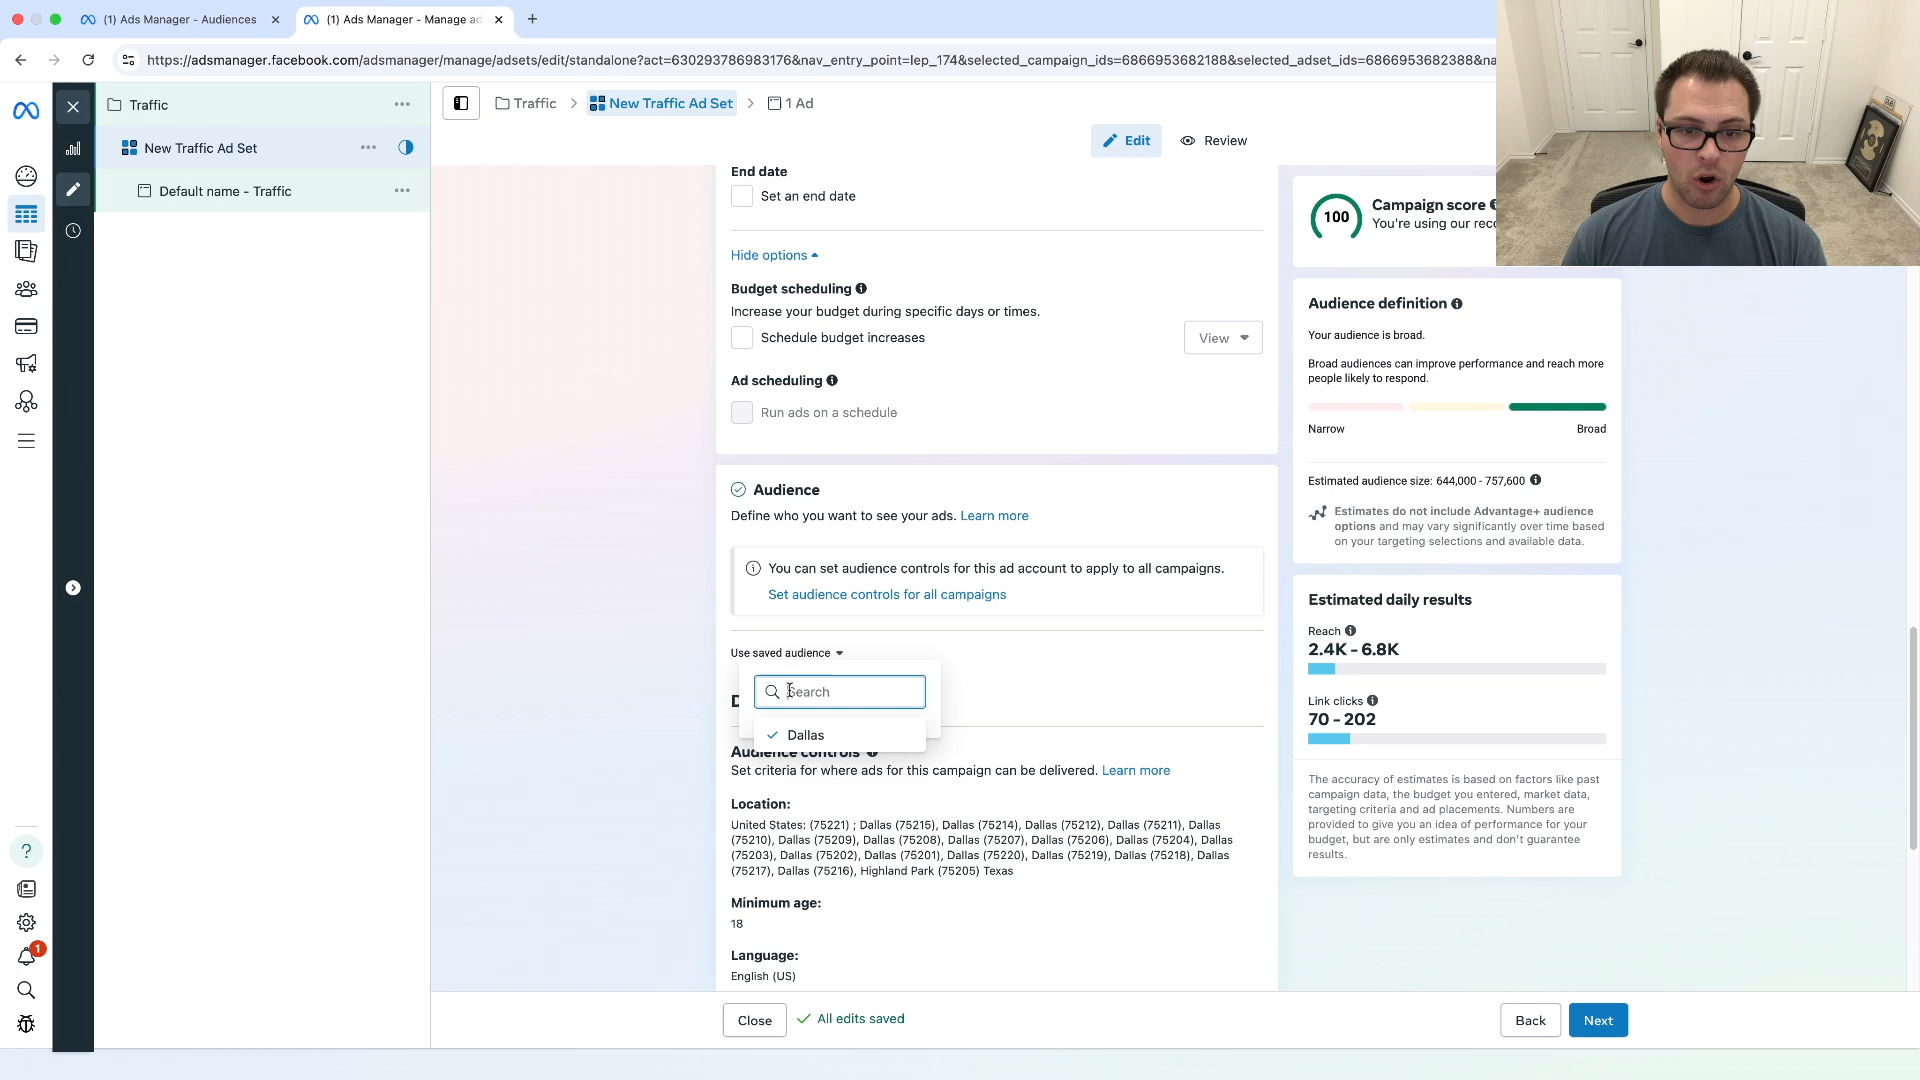 (1) Ads Manager - Audiences
(1) Ads Manager - Manage ad
https://adsmanager.facebook.com/adsmanager/manage/adsets/edit/standalone?act=630293786983176&nav_entry_point=lep_174&selected_campaign_ids=6866953682188&selected_adset_ids=6866953682388&na
Traffic
New Traffic Ad Set
Default name - Traffic
Traffic > New Traffic Ad Set > 1 Ad
Edit
Review
End date
Set an end date
Hide options
Budget scheduling
Increase your budget during specific days or times.
Schedule budget increases
View
Ad scheduling
Run ads on a schedule
Audience
Define who you want to see your ads. Learn more
You can set audience controls for this ad account to apply to all campaigns.
Set audience controls for all campaigns
Use saved audience
Search
D
Dallas
Audience controls
Set criteria for where ads for this campaign can be delivered. Learn more
Location:
United States: (75221) ; Dallas (75215), Dallas (75214), Dallas (75212), Dallas (75211), Dallas
(75210), Dallas (75209), Dallas (75208), Dallas (75207), Dallas (75206), Dallas (75204), Dallas
(75203), Dallas (75202), Dallas (75201), Dallas (75220), Dallas (75219), Dallas (75218), Dallas
(75217), Dallas (75216), Highland Park (75205) Texas
Minimum age:
18
Language:
English (US)
Close
All edits saved
Back
Next
100
Campaign score
You're using our reco
Audience definition
Your audience is broad.
Broad audiences can improve performance and reach more
people likely to respond.
Narrow
Broad
Estimated audience size: 644,000 - 757,600
Estimates do not include Advantage+ audience
options and may vary significantly over time based
on your targeting selections and available data.
Estimated daily results
Reach
2.4K - 6.8K
Link clicks
70 - 202
The accuracy of estimates is based on factors like past
campaign data, the budget you entered, market data,
targeting criteria and ad placements. Numbers are
provided to give you an idea of performance for your
budget, but are only estimates and don't guarantee
results.
1